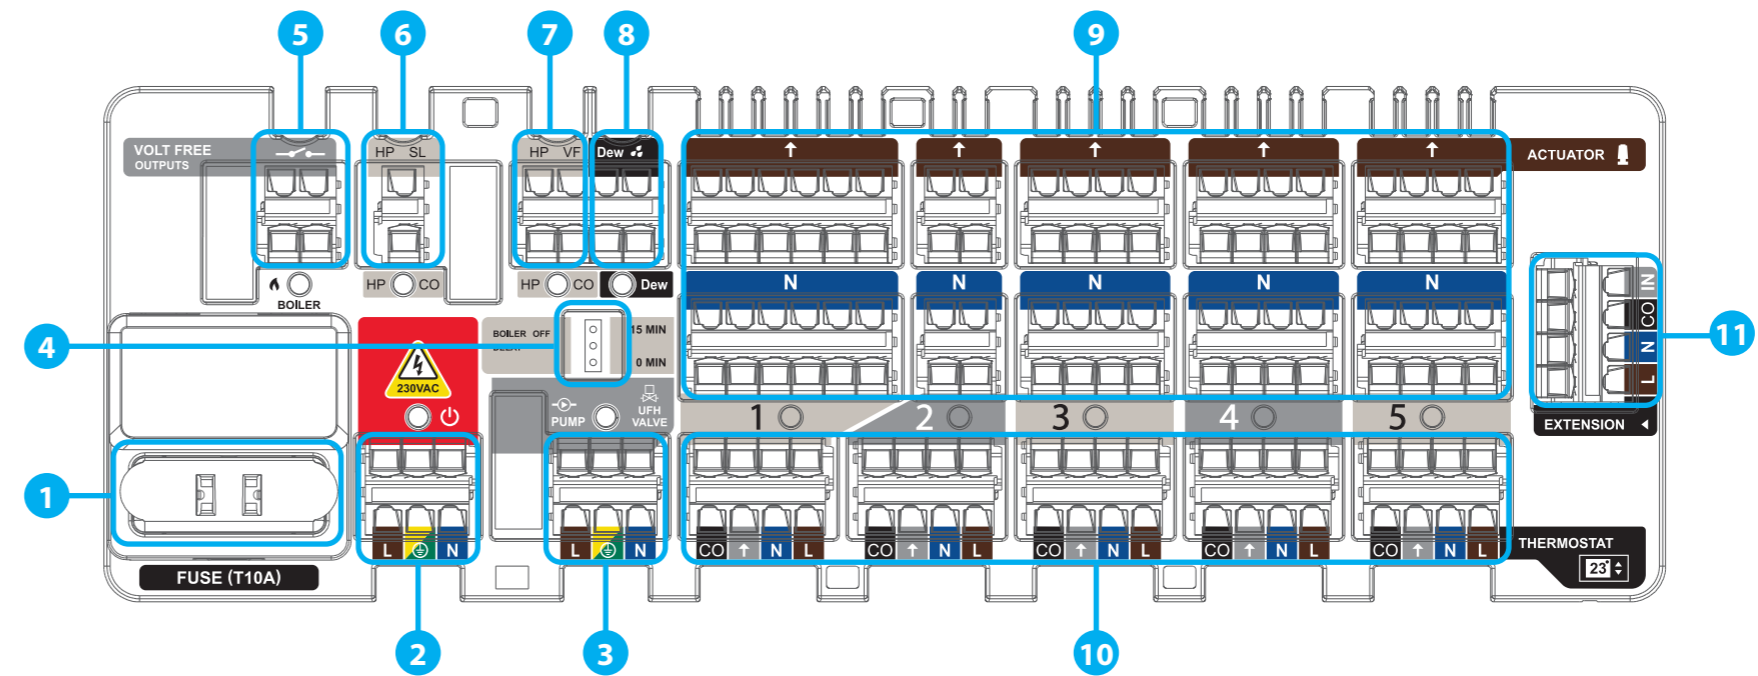 5 6 7 8 9
VOLT FREE
OUTPUTS
HP SL
HP VF
Dew
ACTUATOR
BOILER
HP CO
HP CO
Dew
N N N N N
IN
CO
N
L
11
EXTENSION
4
BOILER OFF
15 MIN
0 MIN
230VAC
PUMP
UFH
VALVE
1 2 3 4 5
1
L N
L N
CO N L
CO N L
CO N L
CO N L
CO N L
THERMOSTAT
23°
FUSE (T10A)
2 3 10